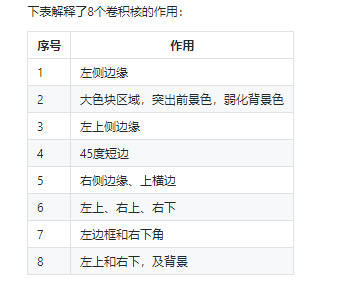 下表解释了8个卷积核的作用：
序号 作用
1 左侧边缘
2 大色块区域，突出前景色，弱化背景色
3 左上侧边缘
4 45度短边
5 右侧边缘、上横边
6 左上、右上、右下
7 左边框和右下角
8 左上和右下，及背景